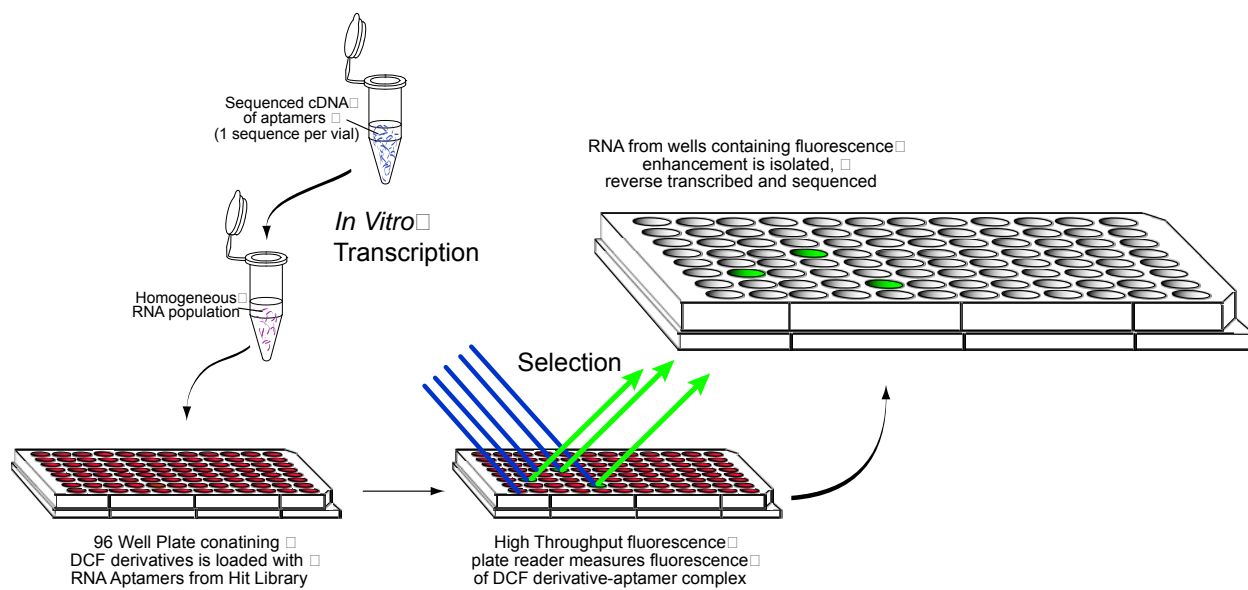 Sequenced cDNA□
of aptamers □
(1 sequence per vial)
In Vitro□
Transcription
Homogeneous□
RNA population
96 Well Plate conatining □
DCF derivatives is loaded with □
RNA Aptamers from Hit Library
Selection
High Throughput fluorescence□
plate reader measures fluorescence□
of DCF derivative-aptamer complex
RNA from wells containing fluorescence□
enhancement is isolated, □
reverse transcribed and sequenced